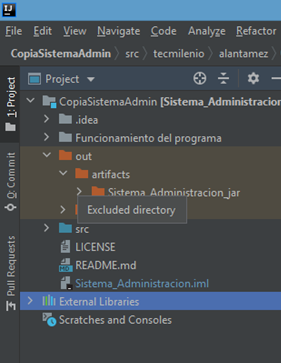 IJ
File Edit View Navigate Code Analyze Refactor
CopiaSistemaAdmin src tecmilenio alantamez
Project
CopiaSistemaAdmin [Sistema_Administracion
.idea
Funcionamiento del programa
out
artifacts
Sistema_Administracion_jar
Excluded directory
src
LICENSE
MD README.md
Sistema_Administracion.iml
External Libraries
Scratches and Consoles
1: Project
Commit
Pull Requests